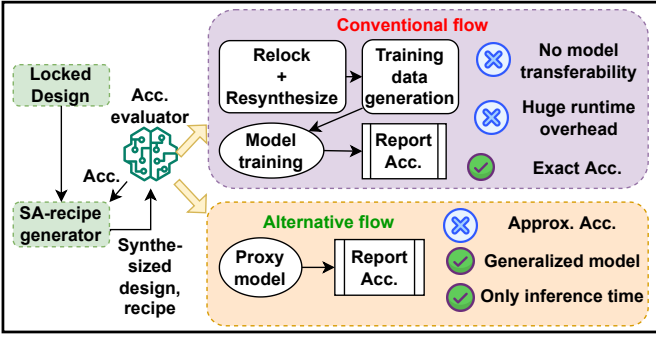 Locked
Design
Acc.
evaluator
Acc.
SA-recipe
generator
Synthe-
sized
design,
recipe
Conventional flow
Relock
+
Resynthesize
Training
data
generation
Model
training
Report
Acc.
No model
transferability
Huge runtime
overhead
Exact Acc.
Alternative flow
Proxy
model
Report
Acc.
Approx. Acc.
Generalized model
Only inference time